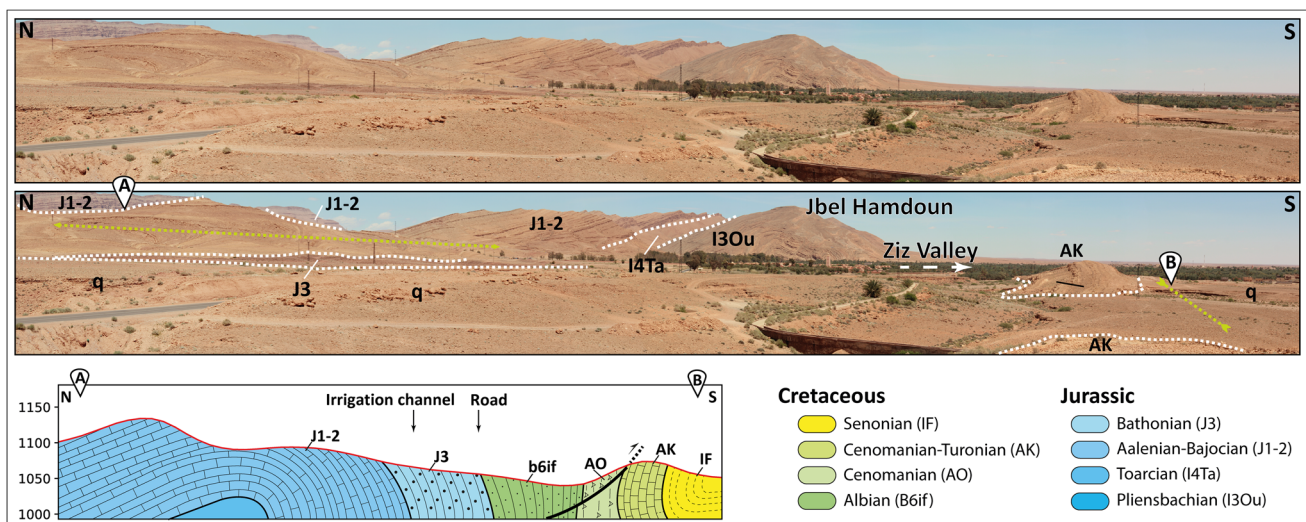 N S
N A S
J1-2 J1-2 J1-2 Jbel Hamdoun
I3Ou
I4Ta Ziz Valley AK B
q J3 q q
AK
A B
N S
Irrigation channel Road
1150
1100
1050
1000
J1-2 J3 b6if AO AK IF
Cretaceous
Senonian (IF)
Cenomanian-Turonian (AK)
Cenomanian (AO)
Albian (B6if)
Jurassic
Bathonian (J3)
Aalenian-Bajocian (J1-2)
Toarcian (I4Ta)
Pliensbachian (I3Ou)